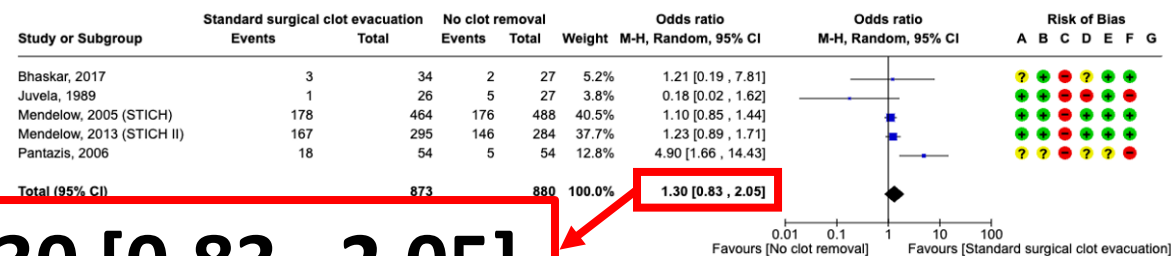 Standard surgical clot evacuation No clot removal Odds ratio Odds ratio Risk of Bias
Study or Subgroup Events Total Events Total Weight M-H, Random, 95% CI M-H, Random, 95% CI A B C D E F G
Bhaskar, 2017 3 34 2 27 5.2% 1.21 [0.19 , 7.81] ? + − ? + +
Juvela, 1989 1 26 5 27 3.8% 0.18 [0.02 , 1.62] + + − − + −
Mendelow, 2005 (STICH) 178 464 176 488 40.5% 1.10 [0.85 , 1.44] + + − + + +
Mendelow, 2013 (STICH II) 167 295 146 284 37.7% 1.23 [0.89 , 1.71] + + − + + +
Pantazis, 2006 18 54 5 54 12.8% 4.90 [1.66 , 14.43] ? ? − ? ? −
Total (95% CI) 873 880 100.0% 1.30 [0.83 , 2.05]
0.01 0.1 1 10 100
Favours [No clot removal] Favours [Standard surgical clot evacuation]